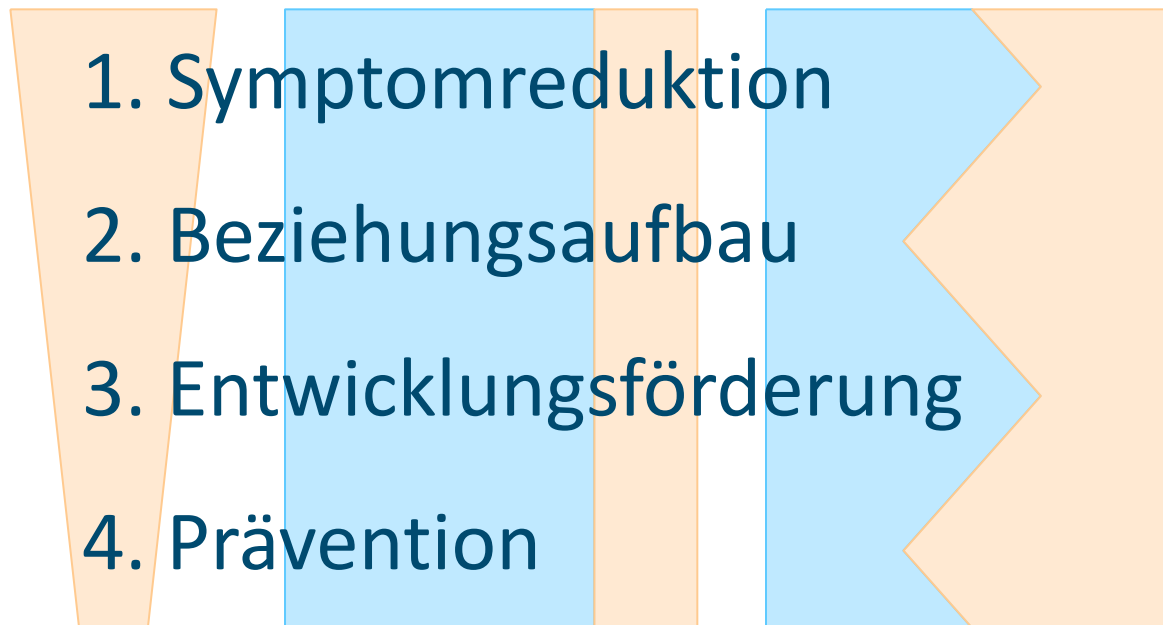 1. Symptomreduktion
2. Beziehungsaufbau
3. Entwicklungsförderung
4. Prävention